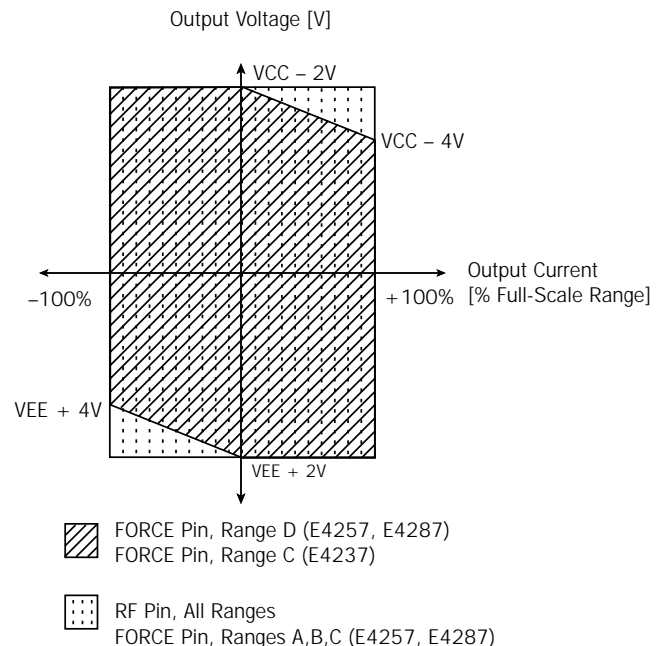 Output Voltage [V]
VCC – 2V
VCC – 4V
Output Current
[% Full-Scale Range]
–100%
+100%
VEE + 4V
VEE + 2V
FORCE Pin, Range D (E4257, E4287)
FORCE Pin, Range C (E4237)
RF Pin, All Ranges
FORCE Pin, Ranges A,B,C (E4257, E4287)